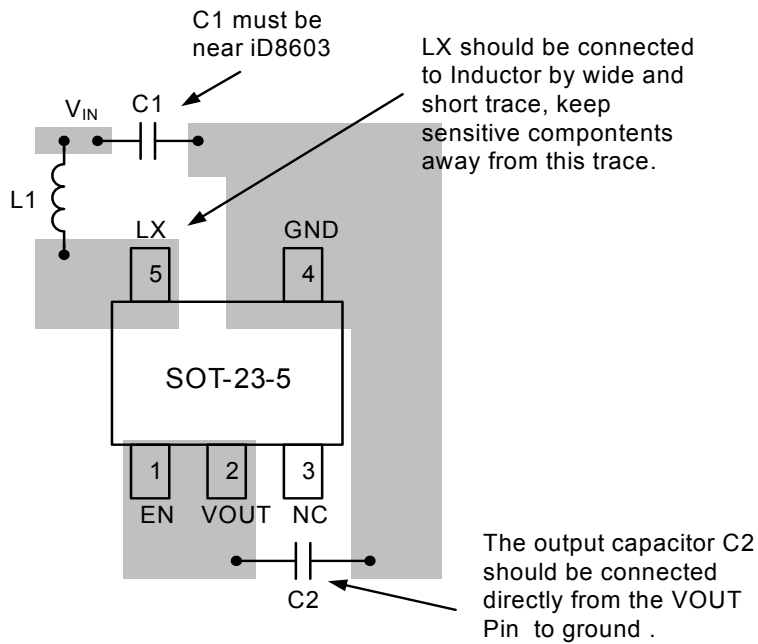 C1 must be
near iD8603
LX should be connected
to Inductor by wide and
short trace, keep
sensitive compontents
away from this trace.
VIN
C1
L1
LX
GND
5
4
SOT-23-5
1
2
3
EN
VOUT
NC
C2
The output capacitor C2
should be connected
directly from the VOUT
Pin to ground .